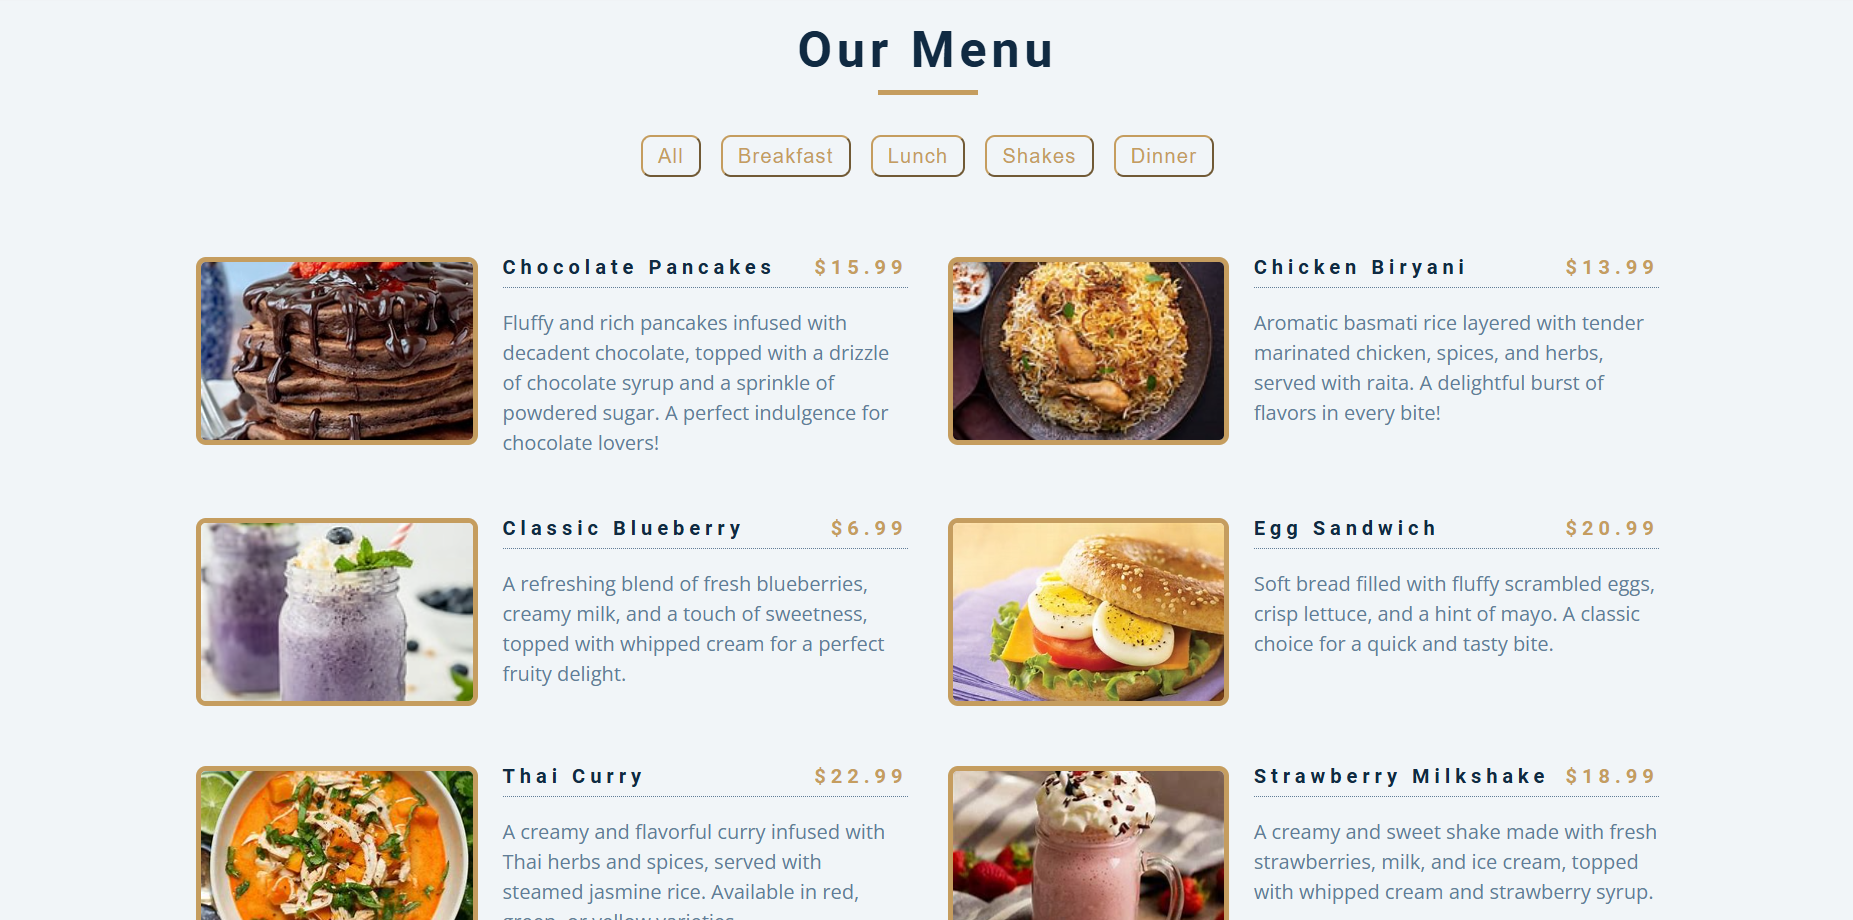 Our Menu
All
Breakfast
Lunch
Shakes
Dinner
Chocolate Pancakes $15.99
Fluffy and rich pancakes infused with
decadent chocolate, topped with a drizzle
of chocolate syrup and a sprinkle of
powdered sugar. A perfect indulgence for
chocolate lovers!
Chicken Biryani $13.99
Aromatic basmati rice layered with tender
marinated chicken, spices, and herbs,
served with raita. A delightful burst of
flavors in every bite!
Classic Blueberry $6.99
A refreshing blend of fresh blueberries,
creamy milk, and a touch of sweetness,
topped with whipped cream for a perfect
fruity delight.
Egg Sandwich $20.99
Soft bread filled with fluffy scrambled eggs,
crisp lettuce, and a hint of mayo. A classic
choice for a quick and tasty bite.
Thai Curry $22.99
A creamy and flavorful curry infused with
Thai herbs and spices, served with
steamed jasmine rice. Available in red,
green, or yellow varieties.
Strawberry Milkshake $18.99
A creamy and sweet shake made with fresh
strawberries, milk, and ice cream, topped
with whipped cream and strawberry syrup.